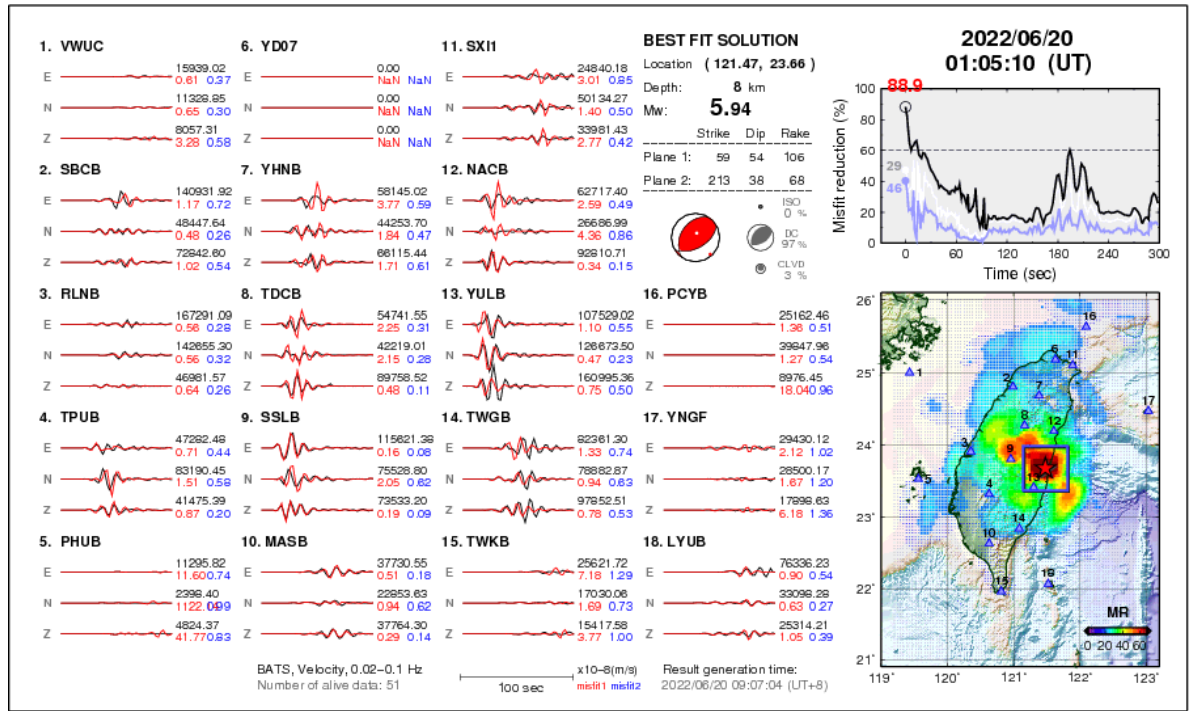 1. VWUC
E 15939.02
0.61 0.37
N 11328.85
0.65 0.30
Z 8057.31
3.28 0.58
2. SBCB
E 140931.92
1.17 0.72
N 48447.64
0.48 0.26
Z 72842.60
1.02 0.54
3. RLNB
E 167291.09
0.56 0.28
N 142655.30
0.56 0.32
Z 46981.57
0.64 0.26
4. TPUB
E 47282.48
0.71 0.44
N 83190.45
1.51 0.58
Z 41475.39
0.87 0.20
5. PHUB
E 11295.82
11.60 0.74
N 2398.40
Z 4824.37
41.77 0.83
6. YD07
E 0.00
NaN NaN
N 0.00
NaN NaN
Z 0.00
NaN NaN
7. YHNB
E 58145.02
3.77 0.59
N 44253.70
1.84 0.47
Z 66115.44
1.71 0.61
8. TDCB
E 54741.55
2.25 0.31
N 42219.01
2.15 0.28
Z 89758.52
0.48 0.11
9. SSLB
E 115621.38
0.16 0.08
N 75528.80
2.05 0.62
Z 73533.20
0.19 0.09
10. MASB
E 37730.55
0.51 0.18
N 22853.63
0.94 0.62
Z 37764.30
0.29 0.14
11. SXI1
E 24840.18
3.01 0.85
N 50134.27
1.40 0.50
Z 33981.43
2.77 0.42
12. NACB
E 62717.40
2.59 0.49
N 26686.99
4.36 0.86
Z 92810.71
0.34 0.15
13. YULB
E 107529.02
1.10 0.55
N 126673.50
0.47 0.23
Z 160995.36
0.75 0.50
14. TWGB
E 82361.30
1.33 0.74
N 78882.87
0.94 0.63
Z 97852.51
0.78 0.53
15. TWKB
E 25621.72
7.18 1.29
N 17030.06
1.69 0.73
Z 15417.58
3.77 1.00
16. PCYB
E 25162.46
1.36 0.51
N 39847.96
1.27 0.54
Z 8976.45
18.04 0.96
17. YNGF
E 29430.12
2.12 1.02
N 28500.17
1.67 1.20
Z 17898.63
6.18 1.36
18. LYUB
E 76336.23
0.90 0.54
N 33098.28
0.63 0.27
Z 25314.21
1.05 0.39
BEST FIT SOLUTION
Location ( 121.47, 23.66 )
Depth: 8 km
Mw: 5.94
Strike Dip Rake
Plane 1: 59 54 106
Plane 2: 213 38 68
ISO
0 %
DC
97%
CLVD
3 %
2022/06/20
01:05:10 (UT)
88.9
100
80
60
40
20
0
29
46
Misfit reduction (%)
0 60 120 180 240 300
Time (sec)
26°
25°
24°
23°
22°
21°
119° 120° 121° 122° 123°
16
6
11
1
2
7
17
8
12
3
9
13
5
4
14
10
15
18
MR
0 20 40 60
BATS, Velocity, 0.02−0.1 Hz
Number of alive data: 51
100 sec
x10−8(m/s)
misfit1 misfit2
Result generation time:
2022/06/20 09:07:04 (UT+8)